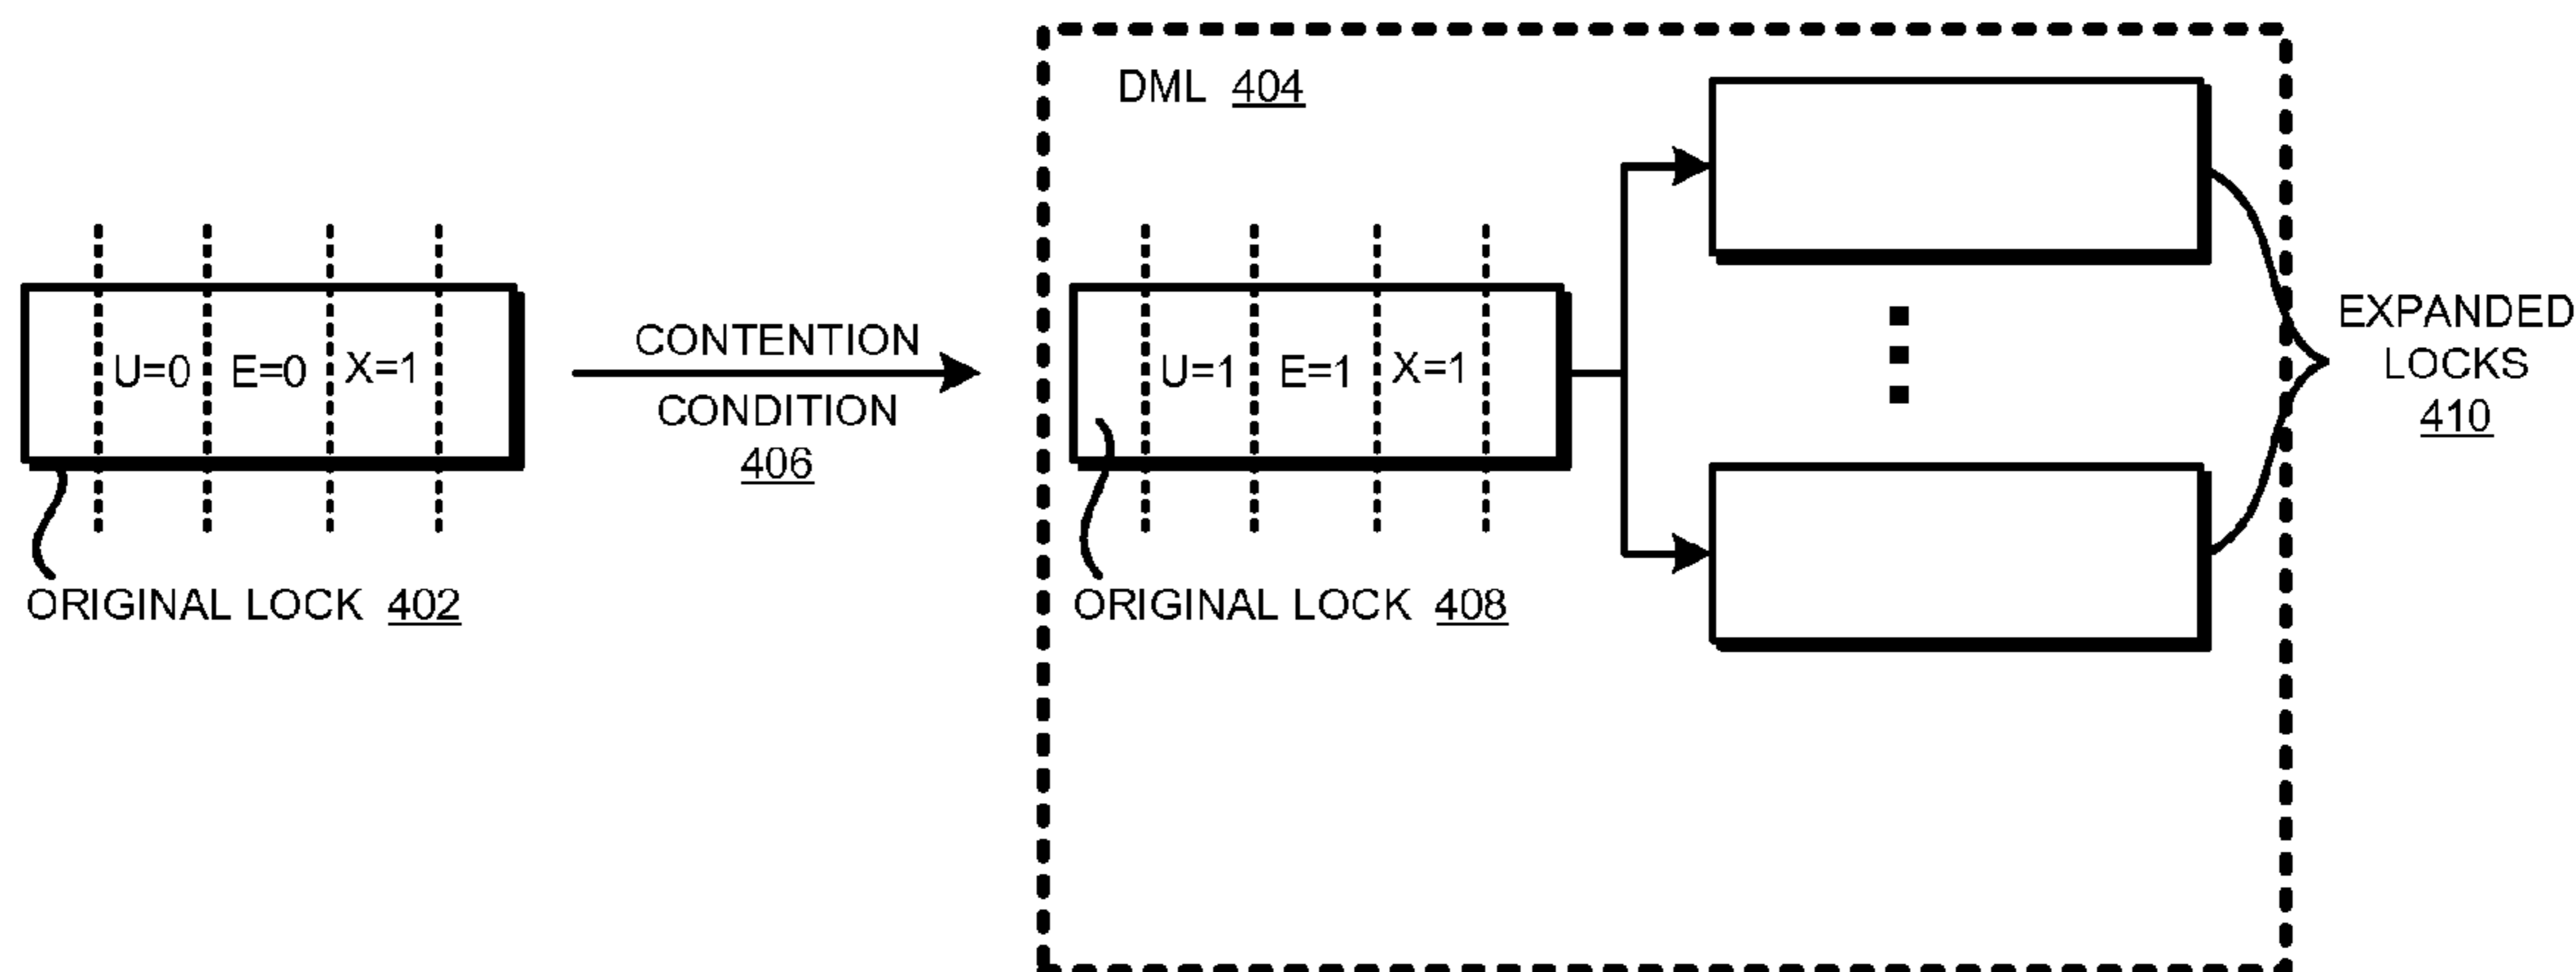 DML 404
U=0 E=0 X=1
CONTENTION
CONDITION
406
U=1 E=1 X=1
EXPANDED
LOCKS
410
ORIGINAL LOCK 402
ORIGINAL LOCK 408